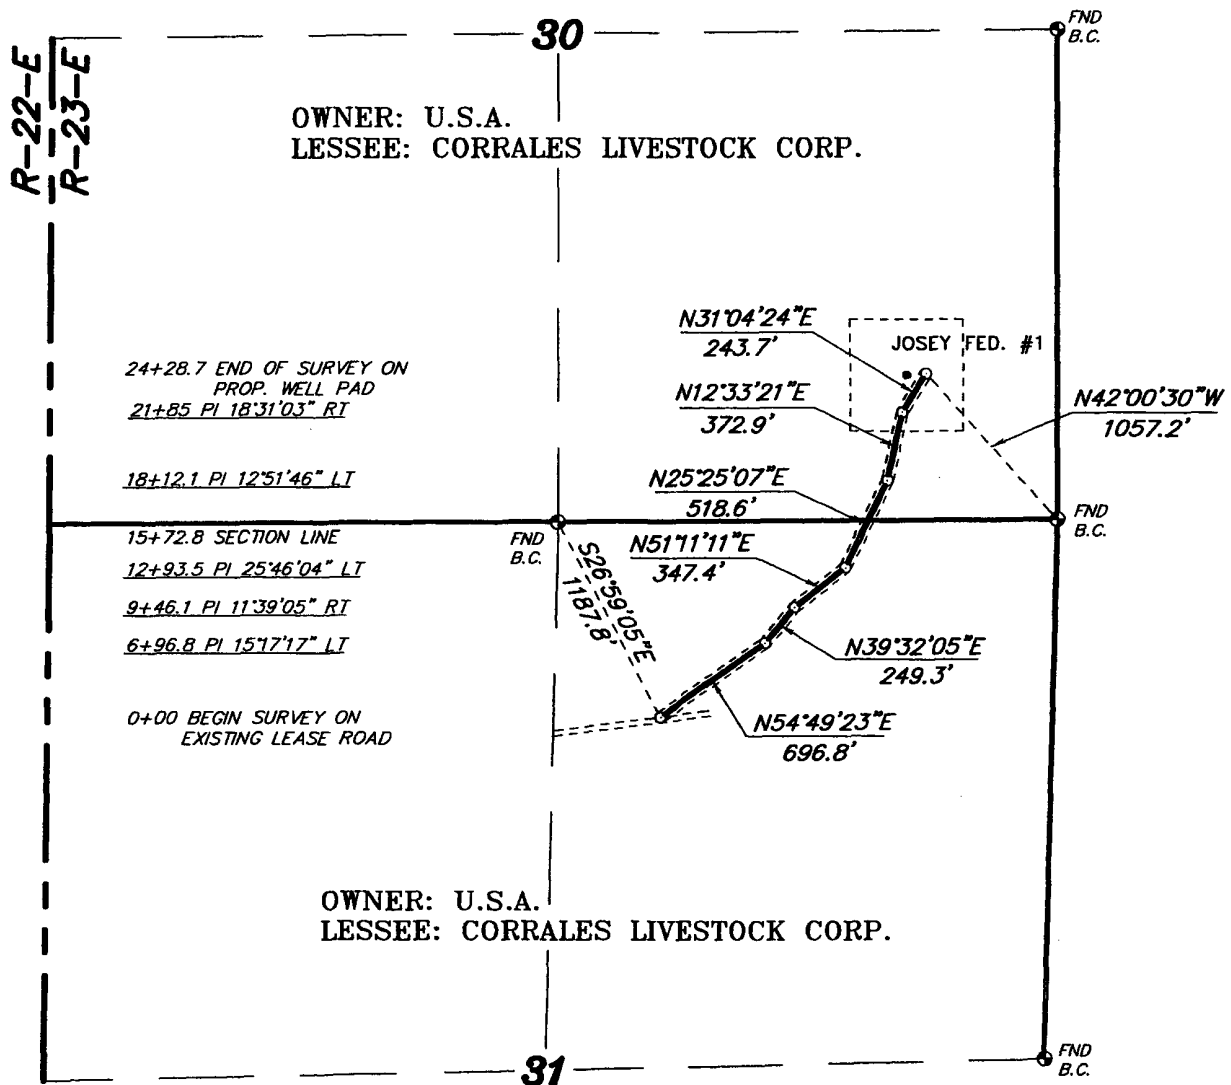 30
FND
B.C.
R-22-E
R-23-E
OWNER: U.S.A.
LESSEE: CORRALES LIVESTOCK CORP.
N31°04'24"E
243.7'
JOSEY FED. #1
24+28.7 END OF SURVEY ON
PROP. WELL PAD
21+85 PI 18°31'03" RT
N12°33'21"E
372.9'
N42°00'30"W
1057.2'
18+12.1 PI 12°51'46" LT
N25°25'07"E
518.6'
15+72.8 SECTION LINE
FND
B.C.
FND
B.C.
N51°11'11"E
347.4'
12+93.5 PI 25°46'04" LT
S26°59'05"E
1187.8'
9+46.1 PI 11°39'05" RT
6+96.8 PI 15°17'17" LT
N39°32'05"E
249.3'
0+00 BEGIN SURVEY ON
EXISTING LEASE ROAD
N54°49'23"E
696.8'
OWNER: U.S.A.
LESSEE: CORRALES LIVESTOCK CORP.
31
FND
B.C.